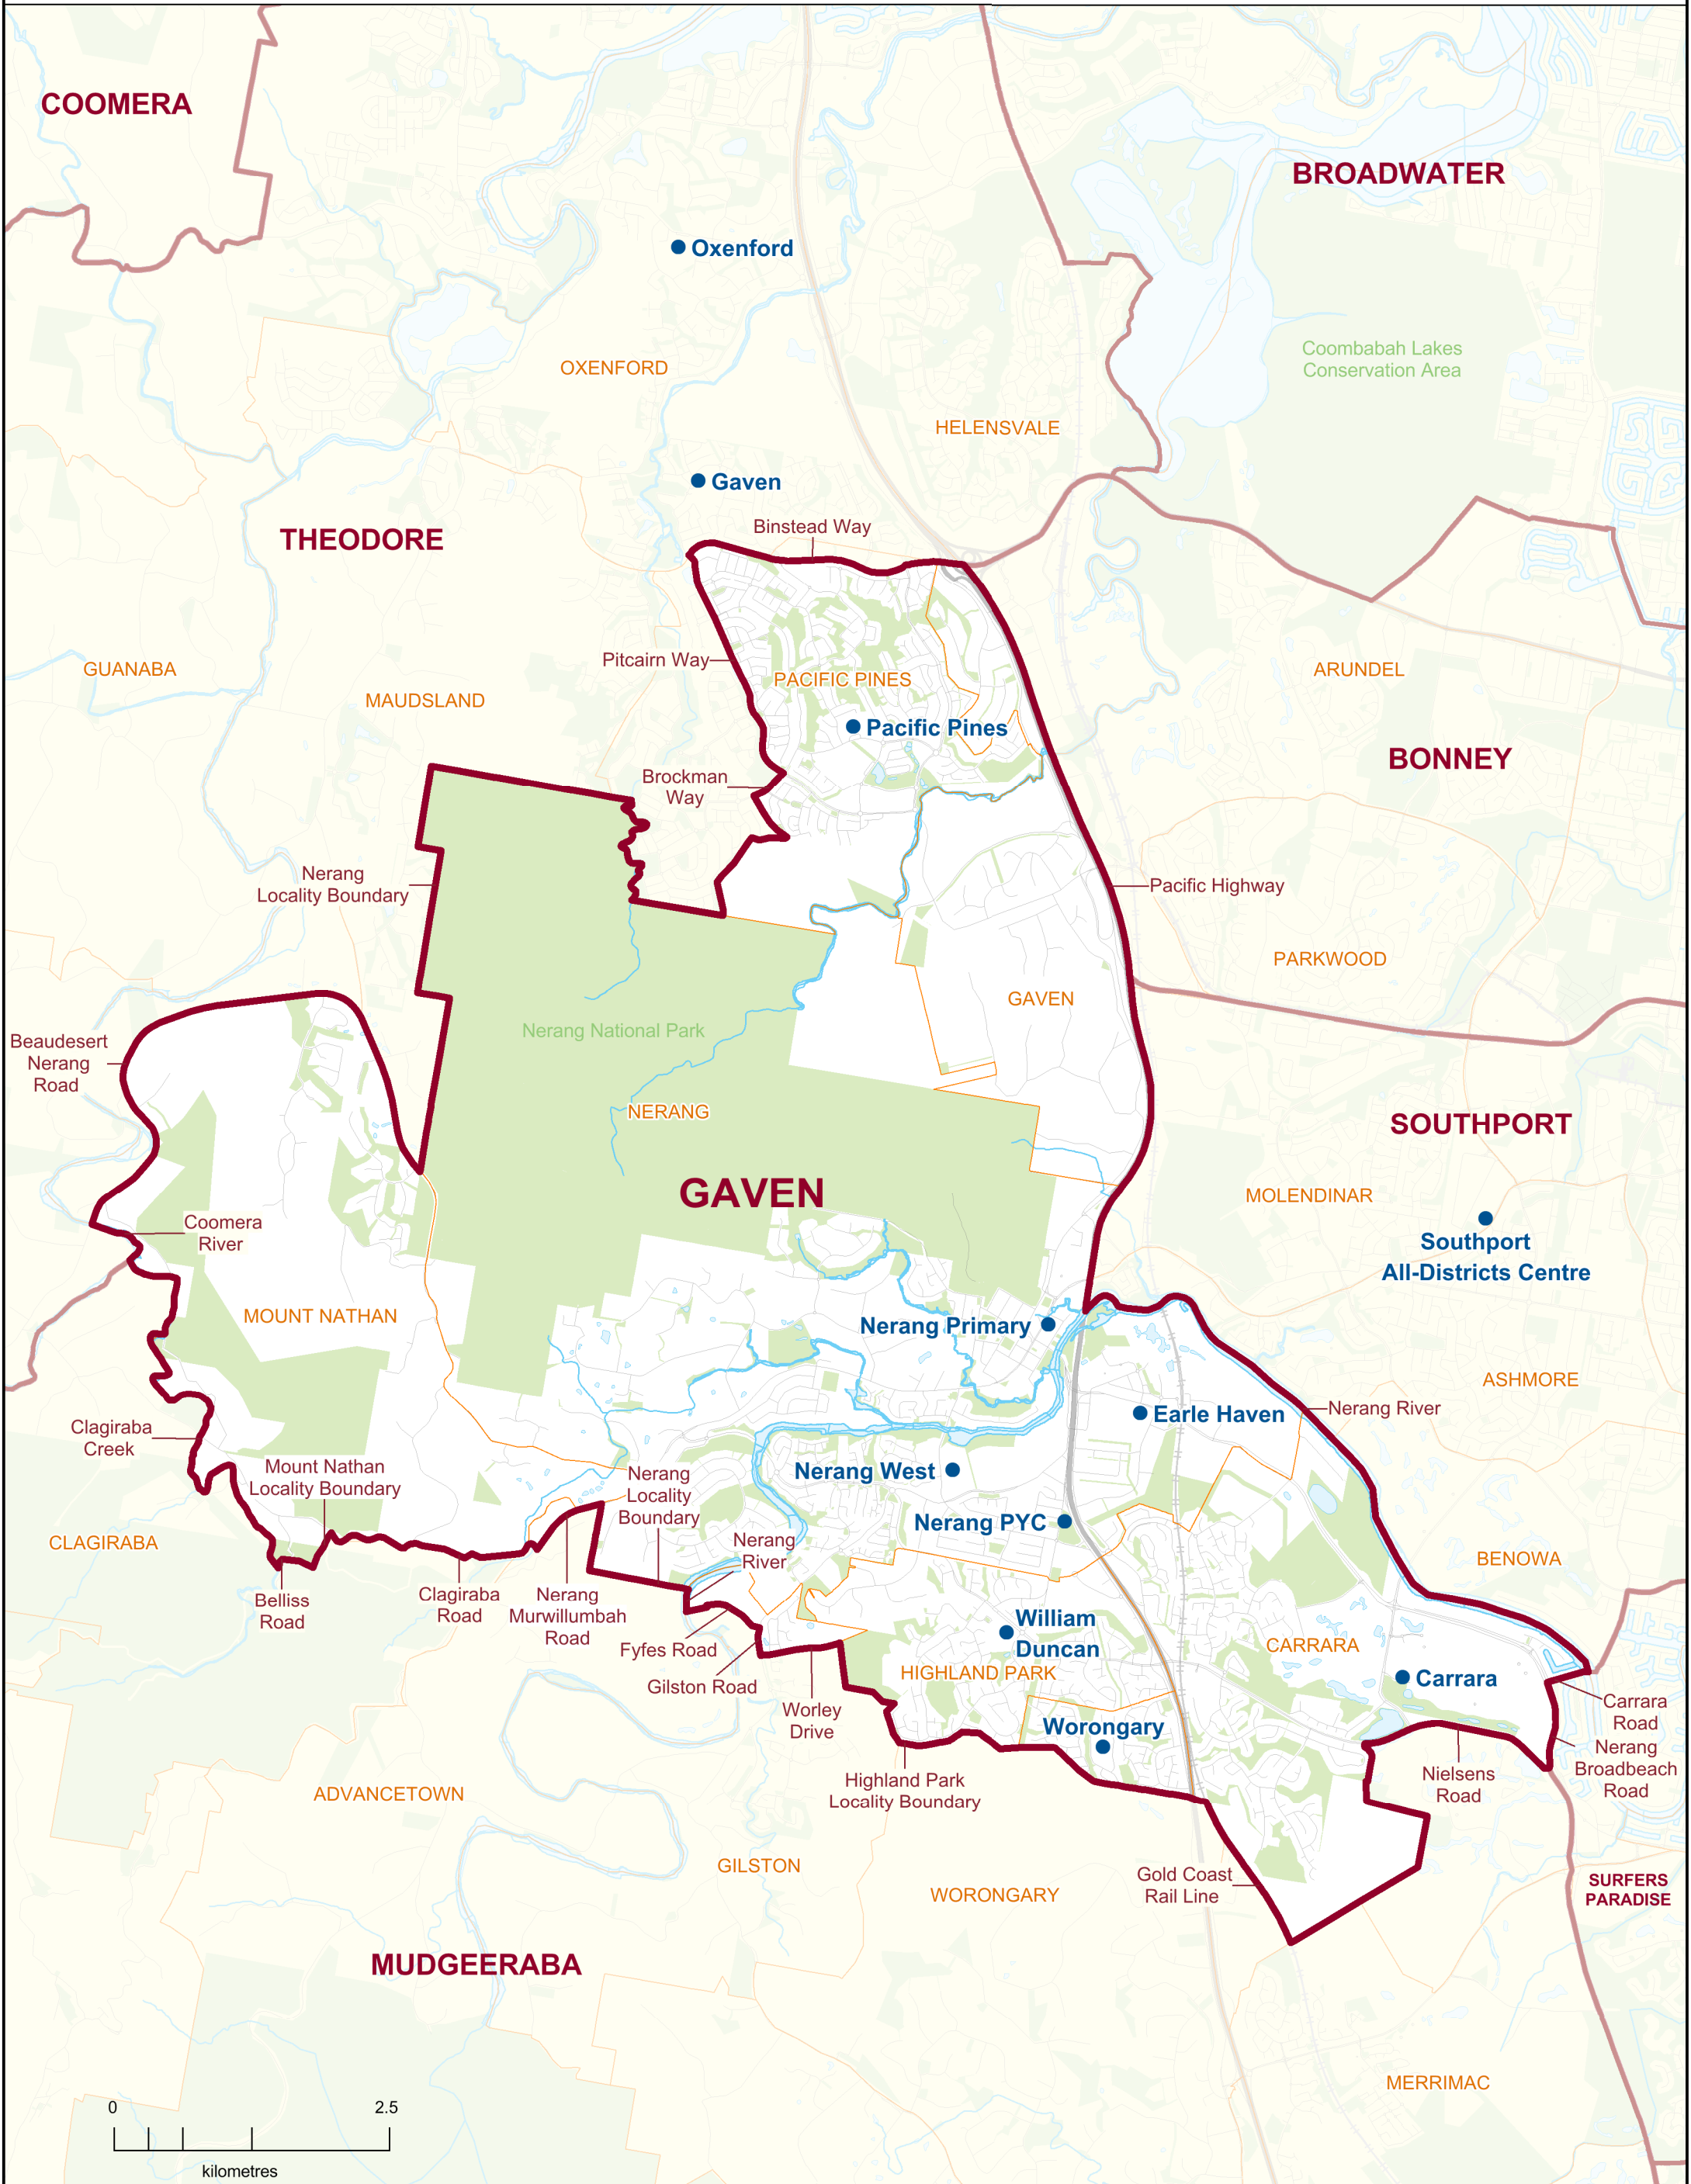 COOMERA
BROADWATER
Oxenford
Coombabah Lakes
Conservation Area
OXENFORD
HELENSVALE
Gaven
Binstead Way
THEODORE
Pitcairn Way
GUANABA
ARUNDEL
PACIFIC PINES
MAUDSLAND
Pacific Pines
BONNEY
Brockman
Way
Nerang
Locality Boundary
Pacific Highway
PARKWOOD
GAVEN
Nerang National Park
Beaudesert
Nerang
Road
NERANG
SOUTHPORT
GAVEN
MOLENDINAR
Coomera
River
Southport
All-Districts Centre
MOUNT NATHAN
Nerang Primary
ASHMORE
Nerang River
Earle Haven
Clagiraba
Creek
Mount Nathan
Locality Boundary
Nerang West
Nerang
Locality
Boundary
Nerang PYC
CLAGIRABA
Nerang
River
BENOWA
Belliss
Road
Clagiraba
Road
Nerang
Murwillumbah
Road
William
Duncan
Fyfes Road
CARRARA
HIGHLAND PARK
Carrara
Gilston Road
Worley
Drive
Worongary
Carrara
Road
Nerang
Broadbeach
Road
Highland Park
Locality Boundary
Nielsens
Road
ADVANCETOWN
GILSTON
Gold Coast
Rail Line
WORONGARY
SURFERS
PARADISE
MUDGEERABA
MERRIMAC
0 2.5
kilometres